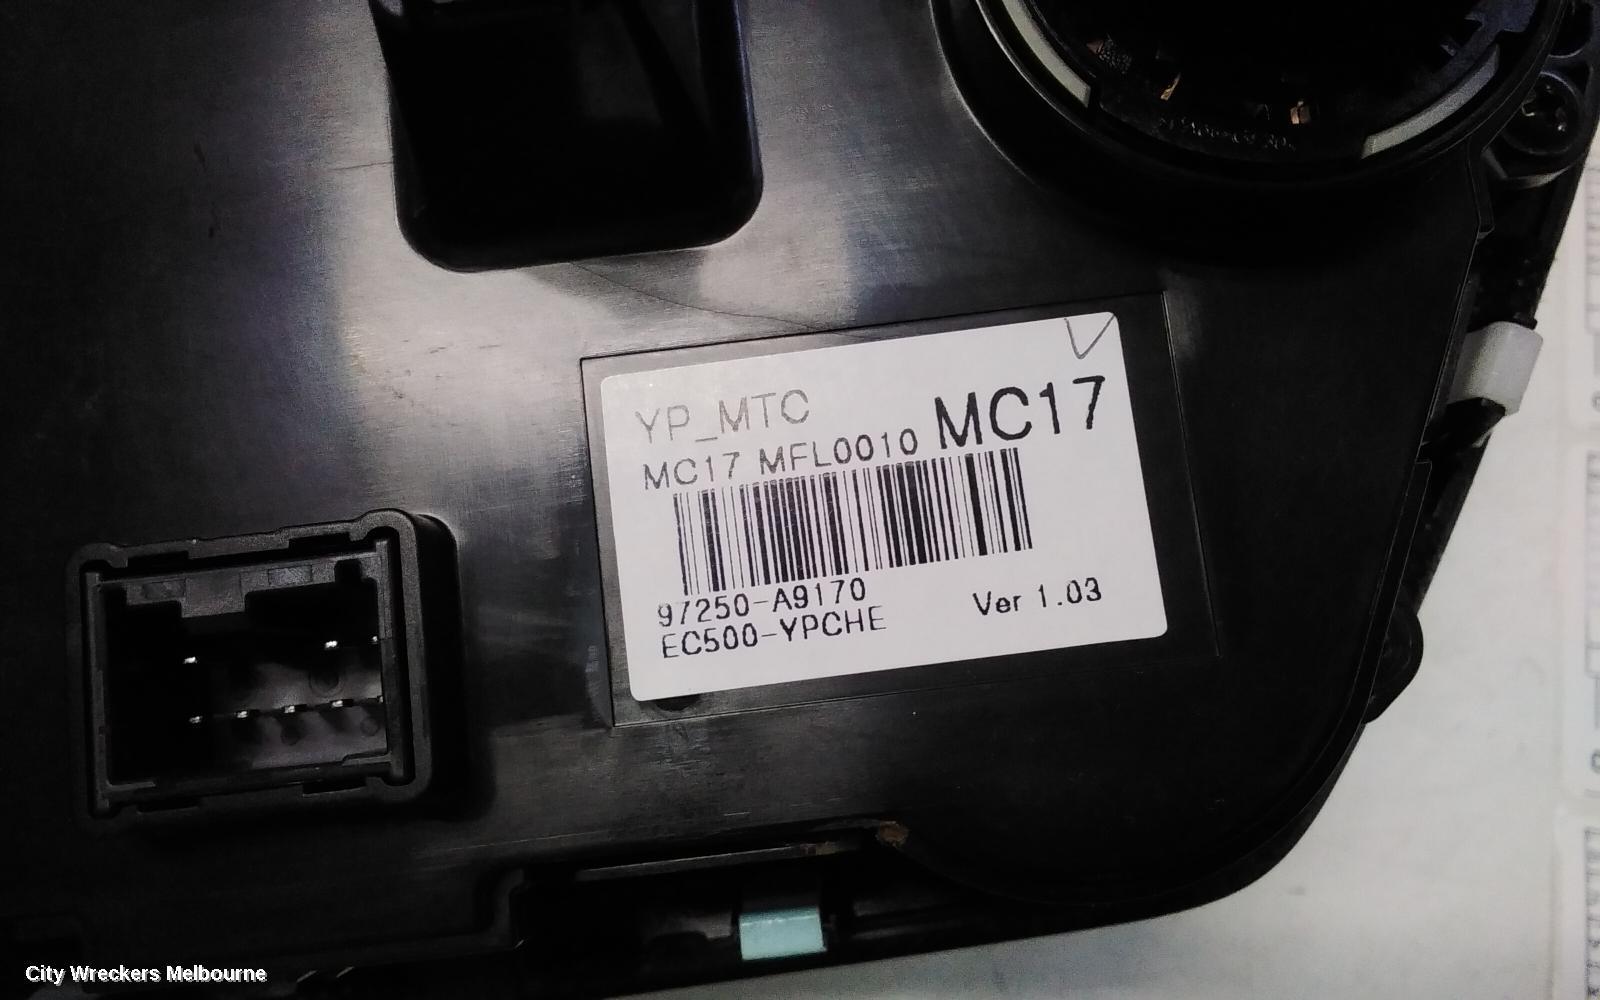 YP_MTC
MC17 MFL0010 MC17
97250-A9170
EC500-YPCHE Ver 1.03
City Wreckers Melbourne